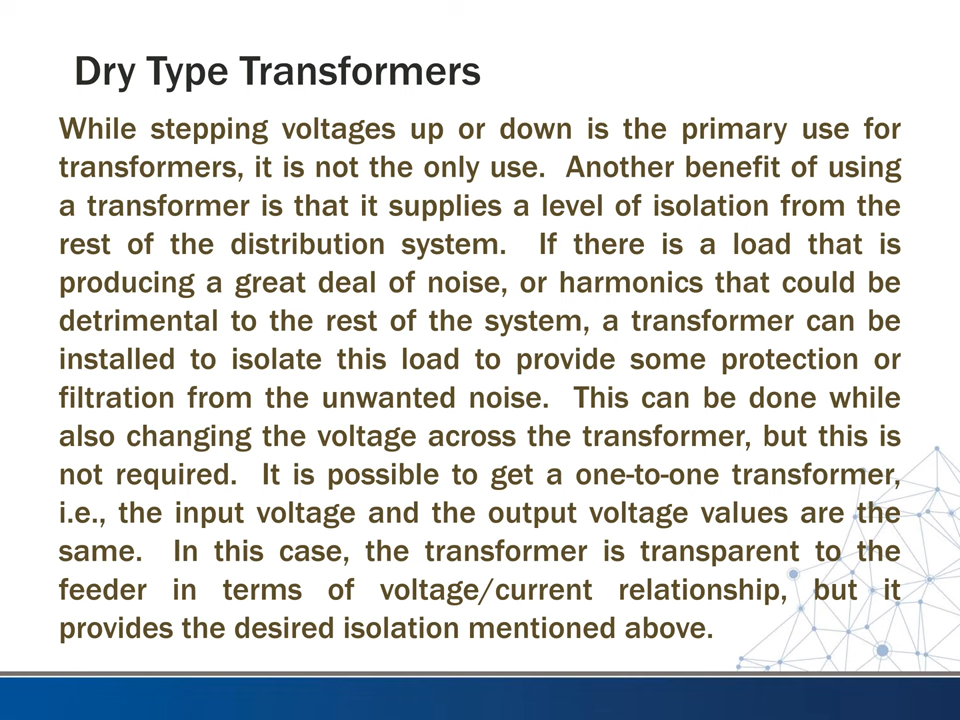 Dry Type Transformers
While stepping voltages up or down is the primary use for
transformers, it is not the only use.  Another benefit of using
a transformer is that it supplies a level of isolation from the
rest of the distribution system.  If there is a load that is
producing a great deal of noise, or harmonics that could be
detrimental to the rest of the system, a transformer can be
installed to isolate this load to provide some protection or
filtration from the unwanted noise.  This can be done while
also changing the voltage across the transformer, but this is
not required.  It is possible to get a one-to-one transformer,
i.e., the input voltage and the output voltage values are the
same.  In this case, the transformer is transparent to the
feeder in terms of voltage/current relationship, but it
provides the desired isolation mentioned above.